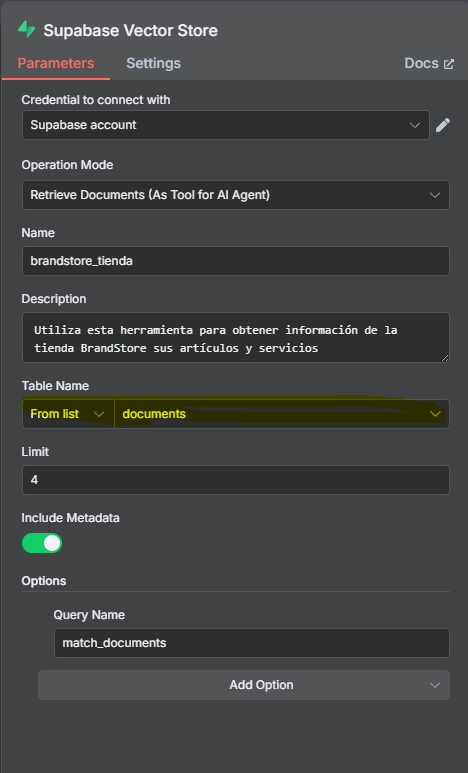 Supabase Vector Store
Parameters Settings Docs
Credential to connect with
Supabase account
Operation Mode
Retrieve Documents (As Tool for AI Agent)
Name
brandstore_tienda
Description
Utiliza esta herramienta para obtener información de la
tienda BrandStore sus artículos y servicios
Table Name
From list documents
Limit
4
Include Metadata
Options
Query Name
match_documents
Add Option